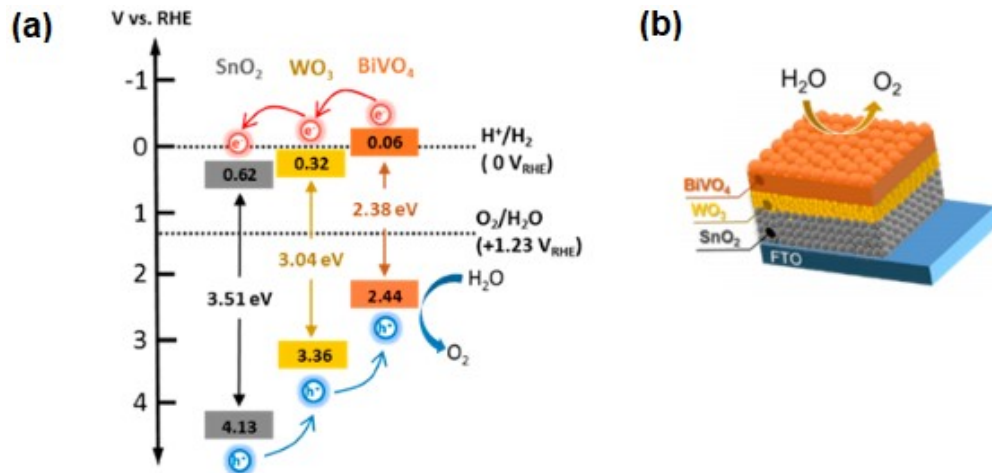 (a)
V vs. RHE
SnO₂
WO₃
BiVO₄
-1
0
1
2
3
4
e⁻
e⁻
e⁻
0.62
0.32
0.06
H⁺/H₂
( 0 V_RHE)
2.38 eV
O₂/H₂O
(+1.23 V_RHE)
3.04 eV
3.51 eV
2.44
H₂O
O₂
3.36
4.13
h⁺
h⁺
h⁺
(b)
H₂O
O₂
BiVO₄
WO₃
SnO₂
FTO